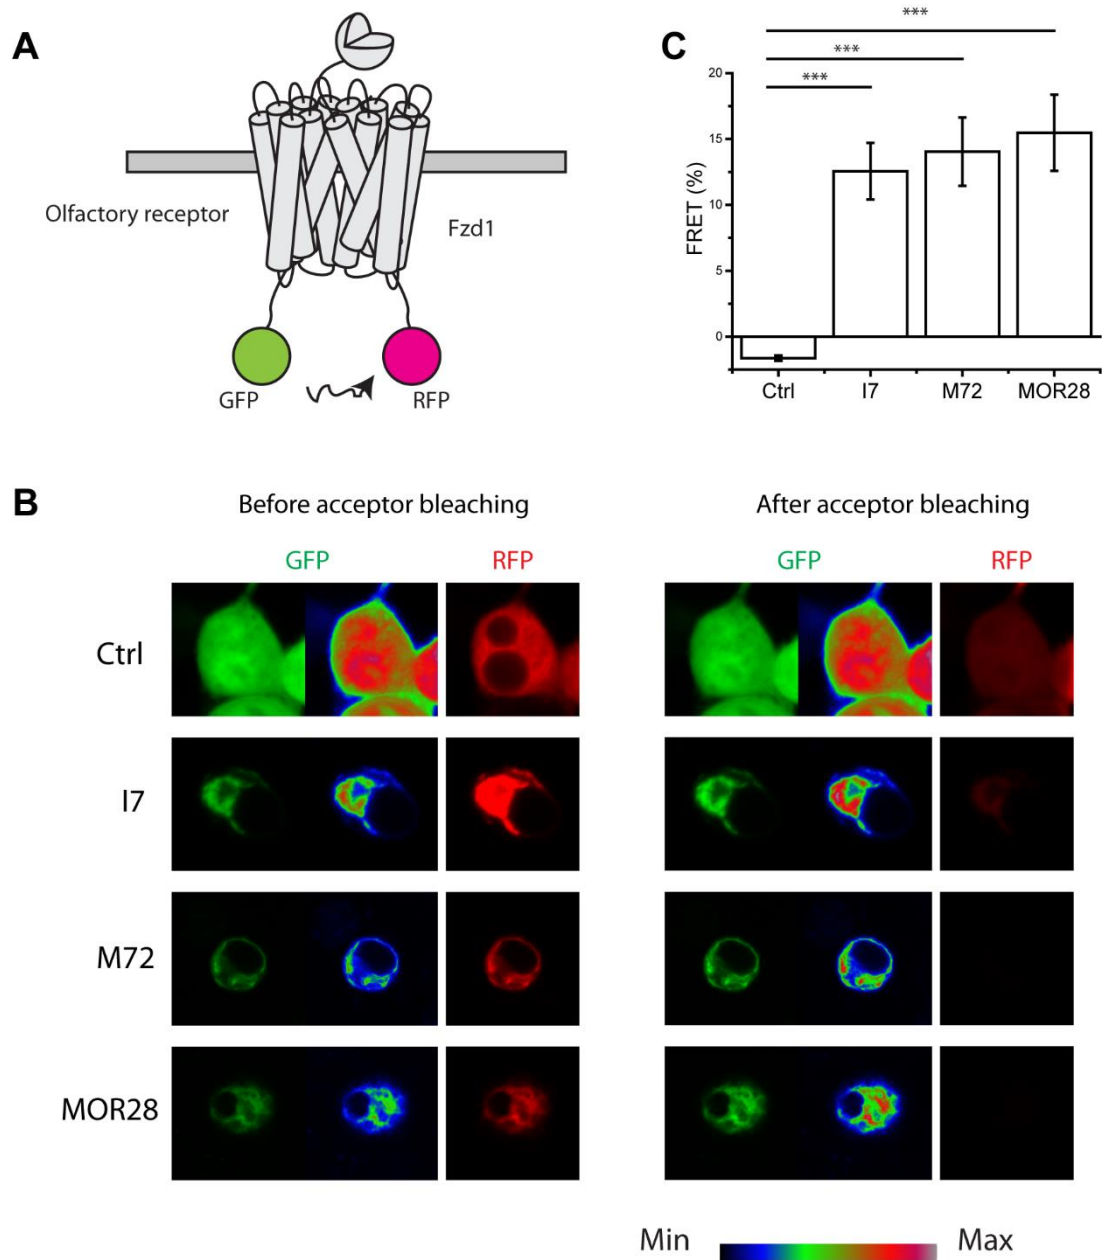 A
Olfactory receptor
Fzd1
GFP
RFP
C
***
***
***
FRET (%)
20
15
10
5
0
Ctrl
I7
M72
MOR28
B
Before acceptor bleaching
After acceptor bleaching
GFP
RFP
GFP
RFP
Ctrl
I7
M72
MOR28
Min
Max